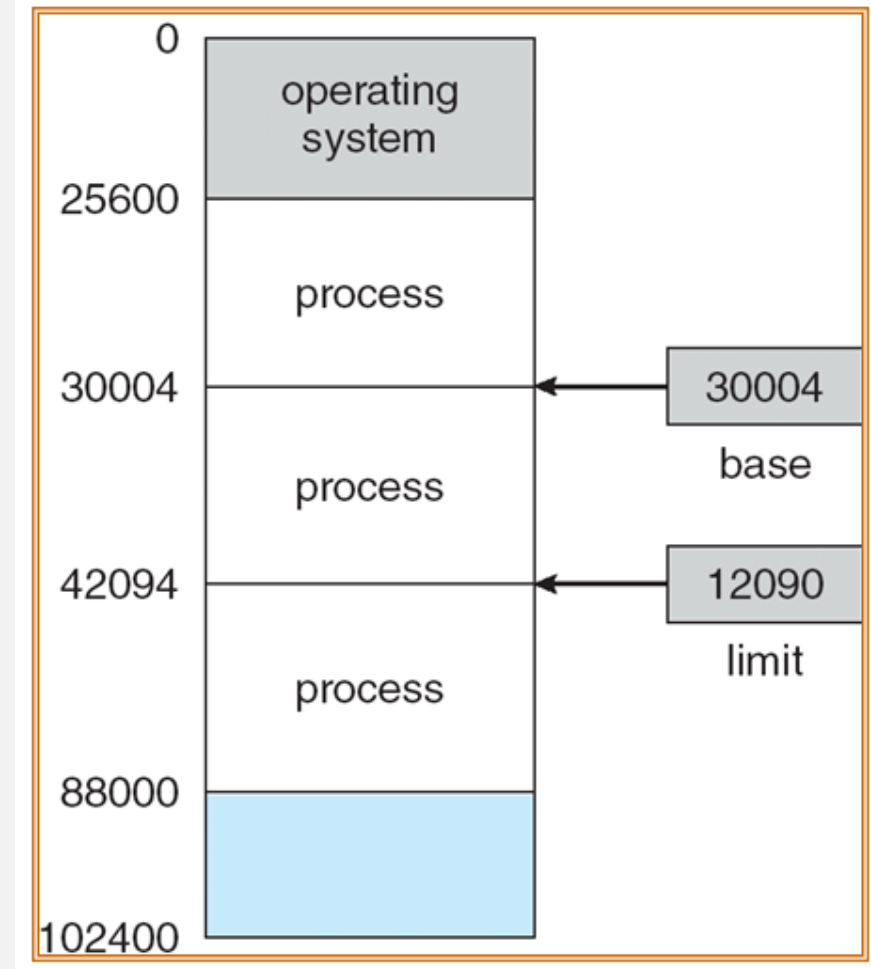 0
operating
system
25600
process
30004
30004
base
process
42094
12090
limit
process
88000
102400